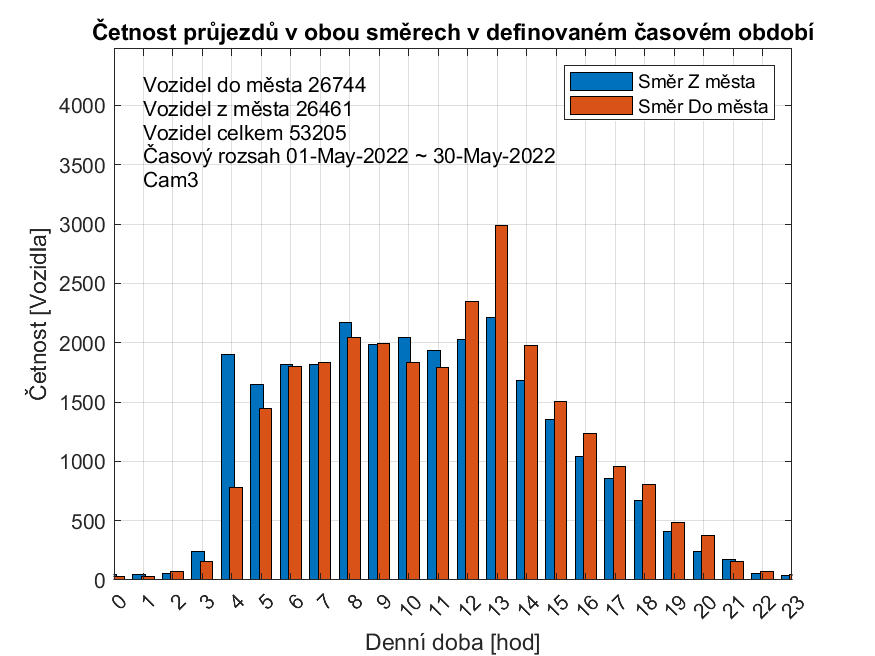 Četnost průjezdů v obou směrech v definovaném časovém období
Vozidel do města 26744
Vozidel z města 26461
Vozidel celkem 53205
Časový rozsah 01-May-2022 ~ 30-May-2022
Cam3
Směr Z města
Směr Do města
Četnost [Vozidla]
4000
3500
3000
2500
2000
1500
1000
500
0
0 1 2 3 4 5 6 7 8 9 10 11 12 13 14 15 16 17 18 19 20 21 22 23
Denní doba [hod]